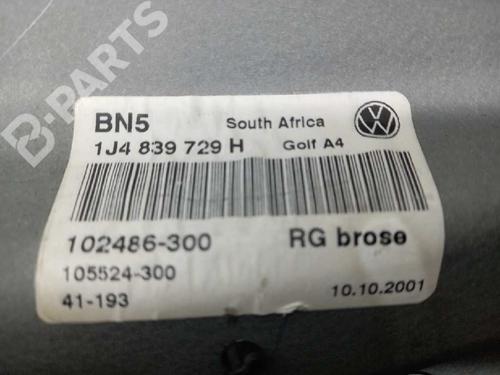 B-PARTS
BN5 South Africa
1J4 839 729 H Golf A4
102486-300 RG brose
105524-300
41-193 10.10.2001
B-PARTS